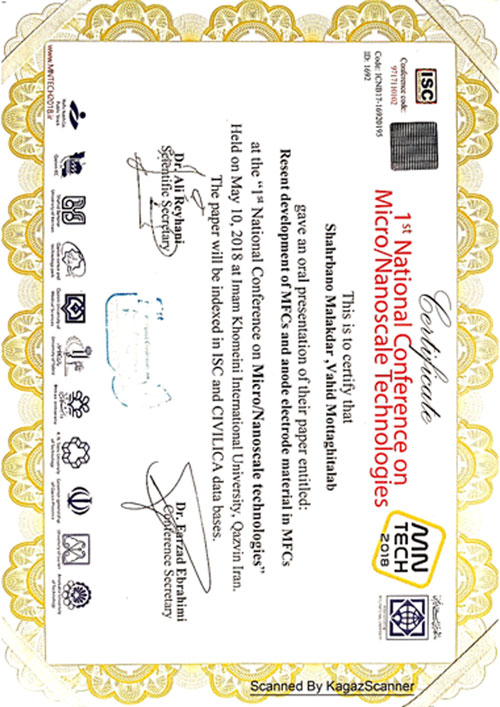 Certificate
1st National Conference on
Micro/Nanoscale Technologies
MN
TECH
2018
ISC
Conference code:
9717H0102
Code: ICNB17-16920195
ID: 1692
This is to certify that
Shahrbano Malakdar ,Vahid Mottaghitalab
gave an oral presentation of their paper entitled:
Resent development of MFCs and anode electrode material in MFCs
at the "1st National Conference on Micro/Nanoscale technologies"
Held on May 10, 2018 at Imam Khomeini International University, Qazvin Iran.
The paper will be indexed in ISC and CIVILICA data bases.
Dr. Ali Reyhani
Scientific Secretary
Dr. Farzad Ebrahimi
Conference Secretary
www.MNTECH2018.ir
Scanned By KagazScanner